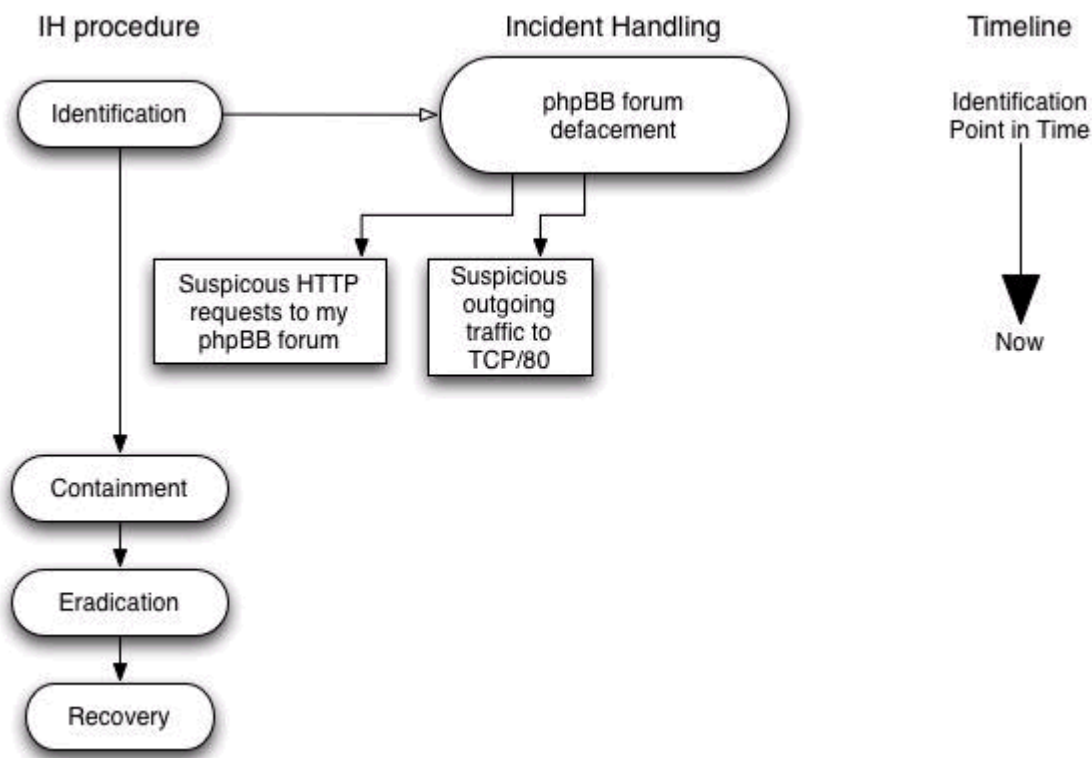 IH procedure
Incident Handling
Timeline
Identification
phpBB forum
defacement
Identification
Point in Time
Suspicous HTTP
requests to my
phpBB forum
Suspicious
outgoing
traffic to
TCP/80
Now
Containment
Eradication
Recovery